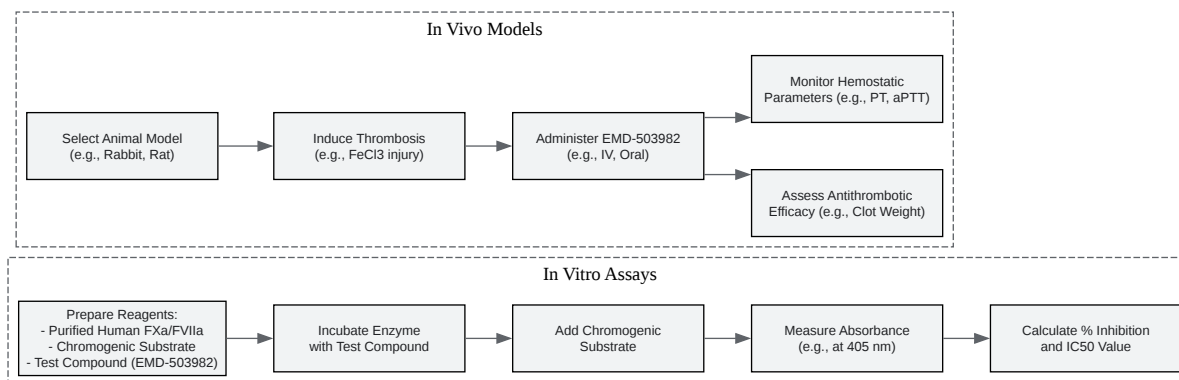 In Vivo Models
Select Animal Model
(e.g., Rabbit, Rat)
Induce Thrombosis
(e.g., FeCl3 injury)
Administer EMD-503982
(e.g., IV, Oral)
Monitor Hemostatic
Parameters (e.g., PT, aPTT)
Assess Antithrombotic
Efficacy (e.g., Clot Weight)
In Vitro Assays
Prepare Reagents:
- Purified Human FXa/FVIIa
- Chromogenic Substrate
- Test Compound (EMD-503982)
Incubate Enzyme
with Test Compound
Add Chromogenic
Substrate
Measure Absorbance
(e.g., at 405 nm)
Calculate % Inhibition
and IC50 Value